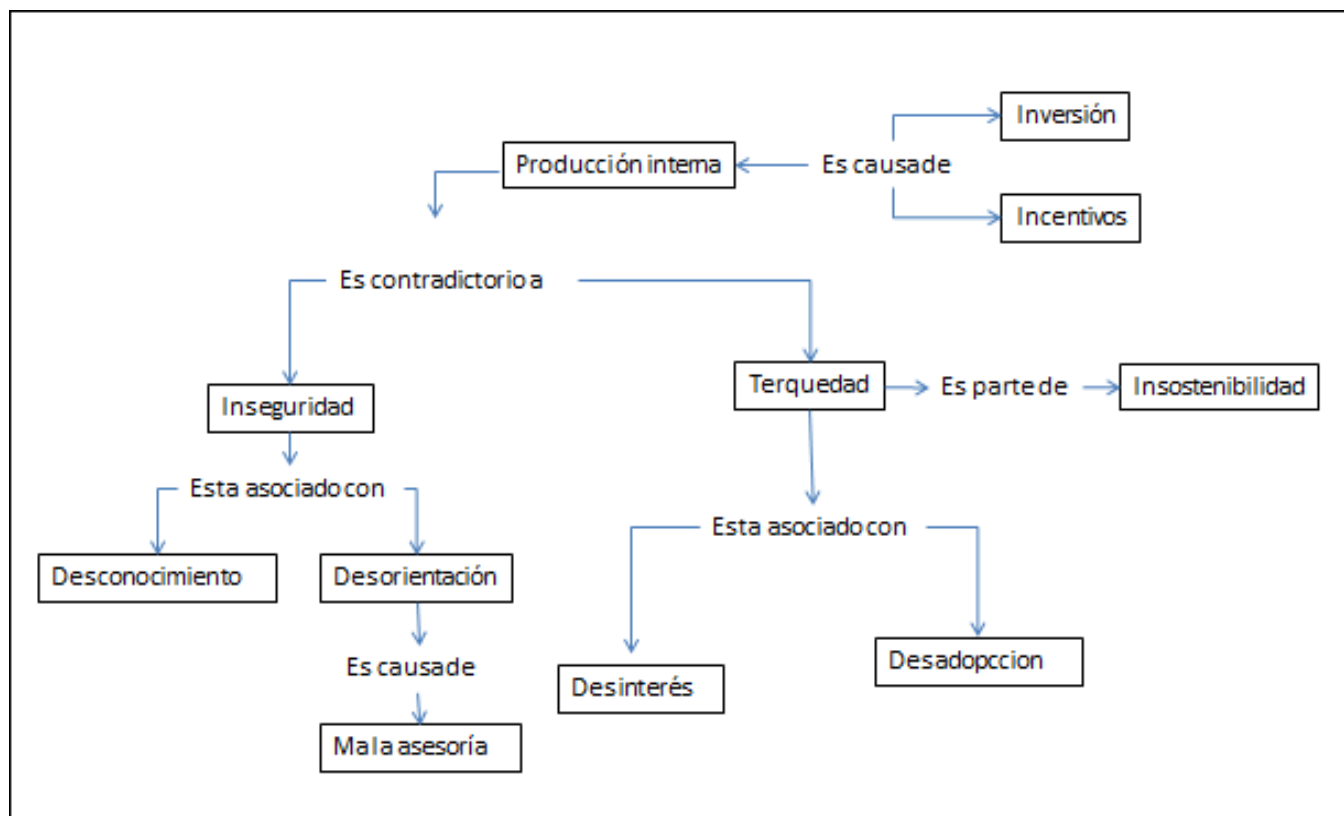 Inversión
Producción interna
Es causa de
Incentivos
Es contradictorio a
Terquedad
Es parte de
Insostenibilidad
Inseguridad
Esta asociado con
Esta asociado con
Desconocimiento
Desorientación
Es causa de
Desinterés
Desadopccion
Mala asesoría